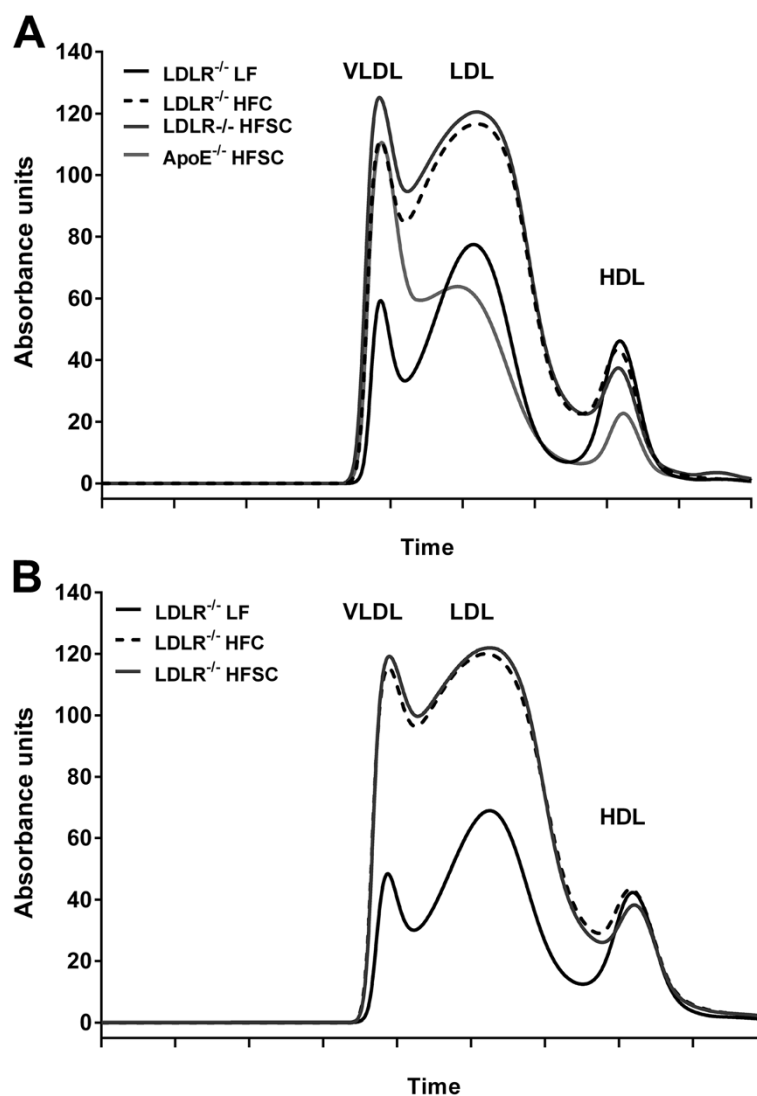 A
Absorbance units
140
120
100
80
60
40
20
0
LDLR-/- LF
LDLR-/- HFC
LDLR-/- HFSC
ApoE-/- HFSC
VLDL LDL
HDL
Time
B
Absorbance units
140
120
100
80
60
40
20
0
LDLR-/- LF
LDLR-/- HFC
LDLR-/- HFSC
VLDL LDL
HDL
Time